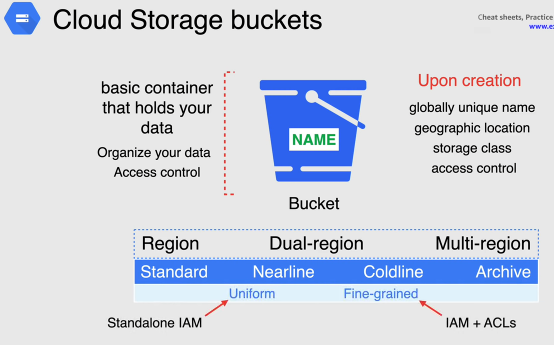 Cloud Storage buckets
Cheat sheets, Practice
basic container
that holds your
data
Organize your data
Access control
NAME
Bucket
Upon creation
globally unique name
geographic location
storage class
access control
Region Dual-region Multi-region
Standard Nearline Coldline Archive
Uniform Fine-grained
Standalone IAM IAM + ACLs